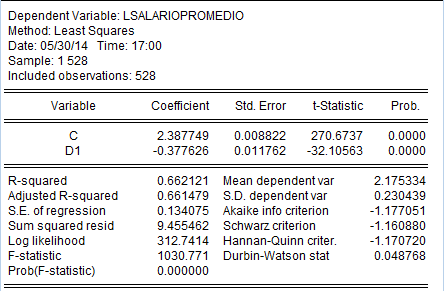 Dependent Variable: LSALARIOPROMEDIO
Method: Least Squares
Date: 05/30/14 Time: 17:00
Sample: 1 528
Included observations: 528
Variable Coefficient Std. Error t-Statistic Prob.
C 2.387749 0.008822 270.6737 0.0000
D1 -0.377626 0.011762 -32.10563 0.0000
R-squared 0.662121 Mean dependent var 2.175334
Adjusted R-squared 0.661479 S.D. dependent var 0.230439
S.E. of regression 0.134075 Akaike info criterion -1.177051
Sum squared resid 9.455462 Schwarz criterion -1.160880
Log likelihood 312.7414 Hannan-Quinn criter. -1.170720
F-statistic 1030.771 Durbin-Watson stat 0.048768
Prob(F-statistic) 0.000000